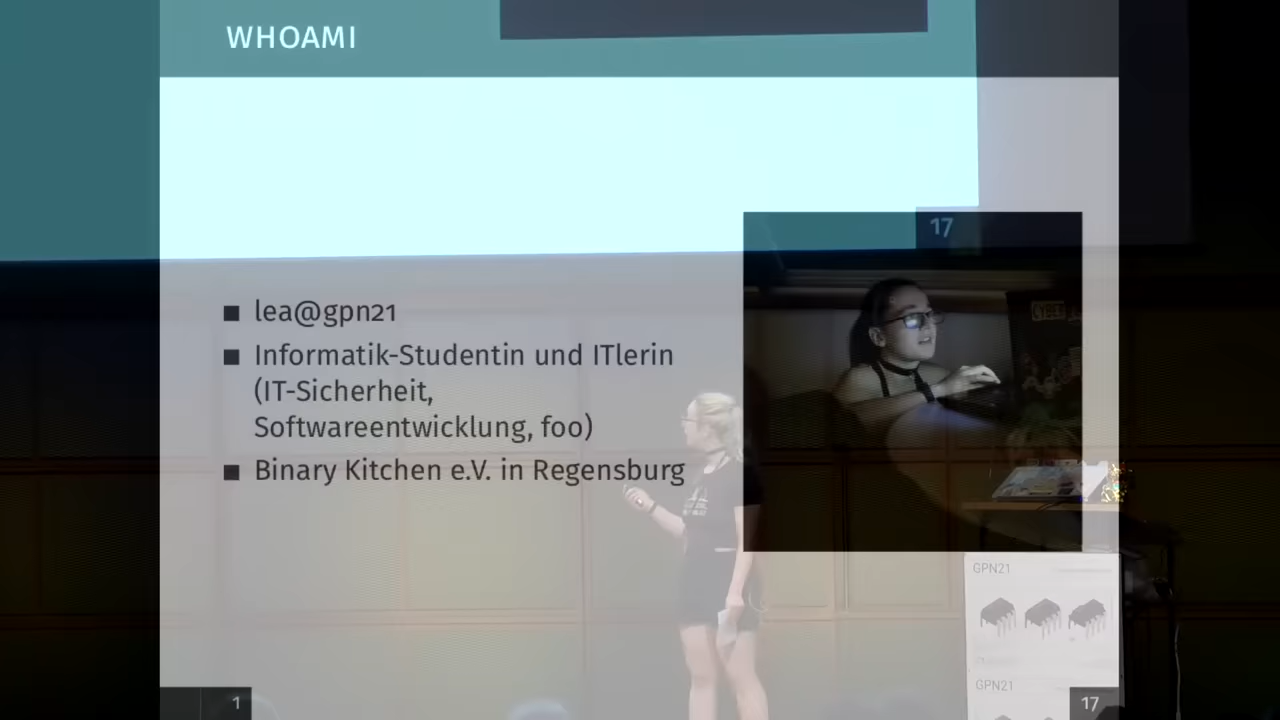 WHOAMI
17
■ lea@gpn21
■ Informatik-Studentin und ITlerin
(IT-Sicherheit,
Softwareentwicklung, foo)
■ Binary Kitchen e.V. in Regensburg
GPN21
GPN21
1
17